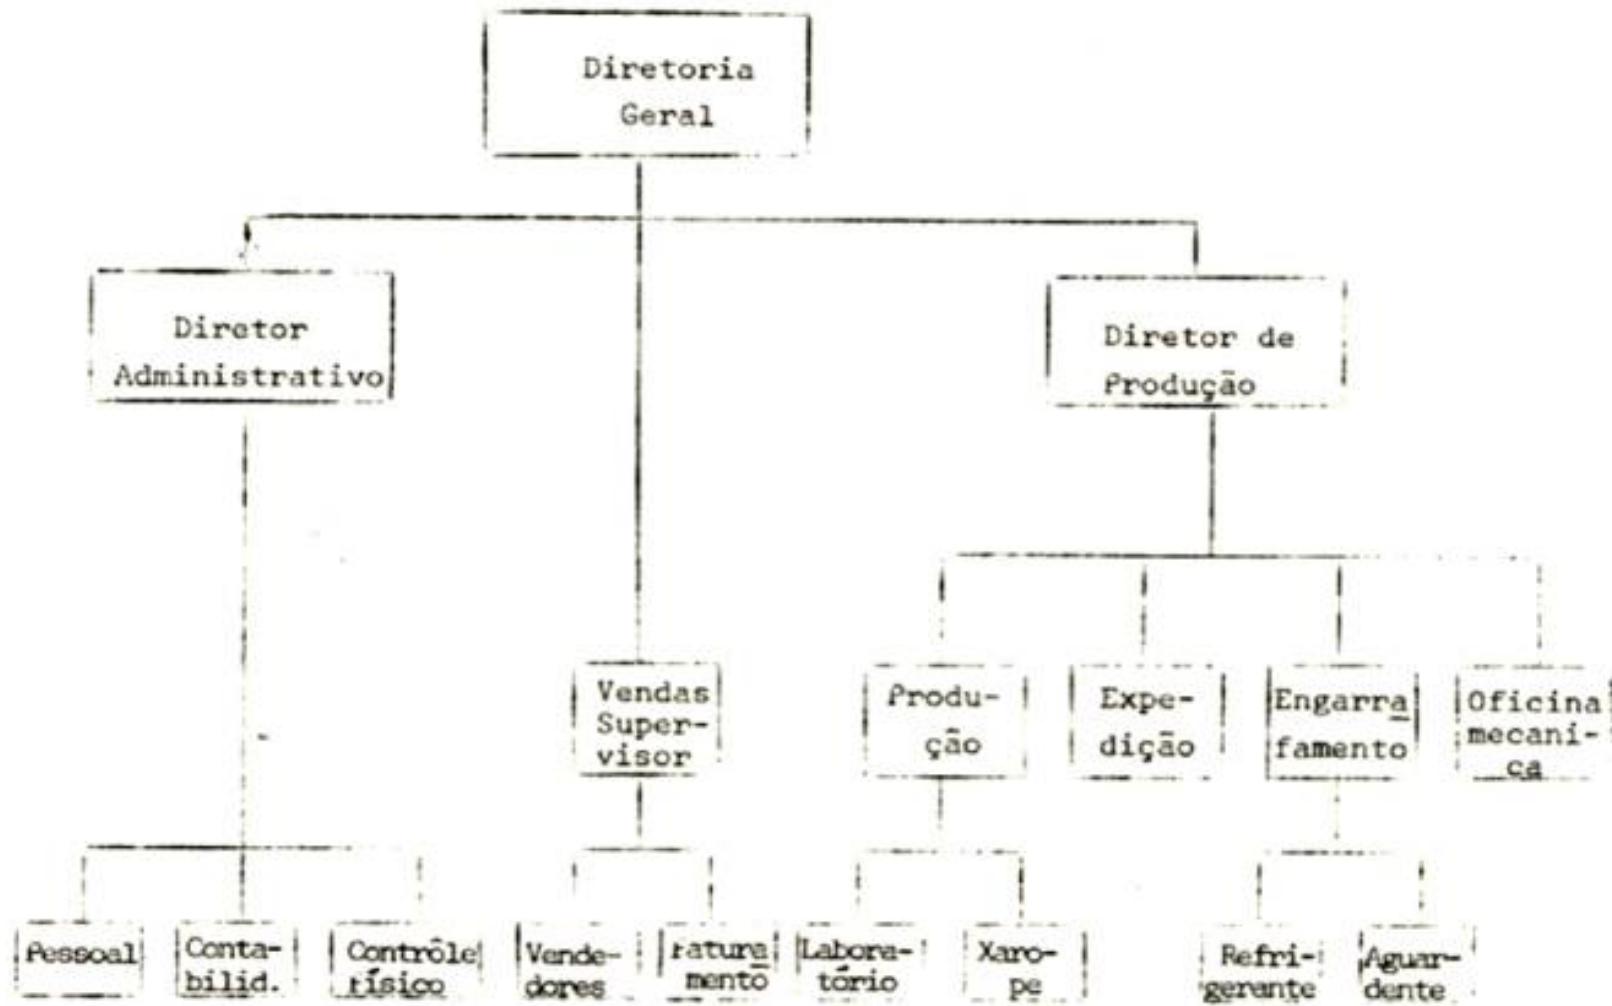 Diretoria
Geral
Diretor
Administrativo
Diretor de
Produção
Vendas
Super-
visor
Produ-
ção
Expe-
dição
Engarra
famento
Oficina
mecani-
ca
Pessoal
Conta-
bilid.
Contrôle
físico
Vende-
dores
Fatura
mento
Labora-
tório
Xaro-
pe
Refri-
gerante
Aguar-
dente